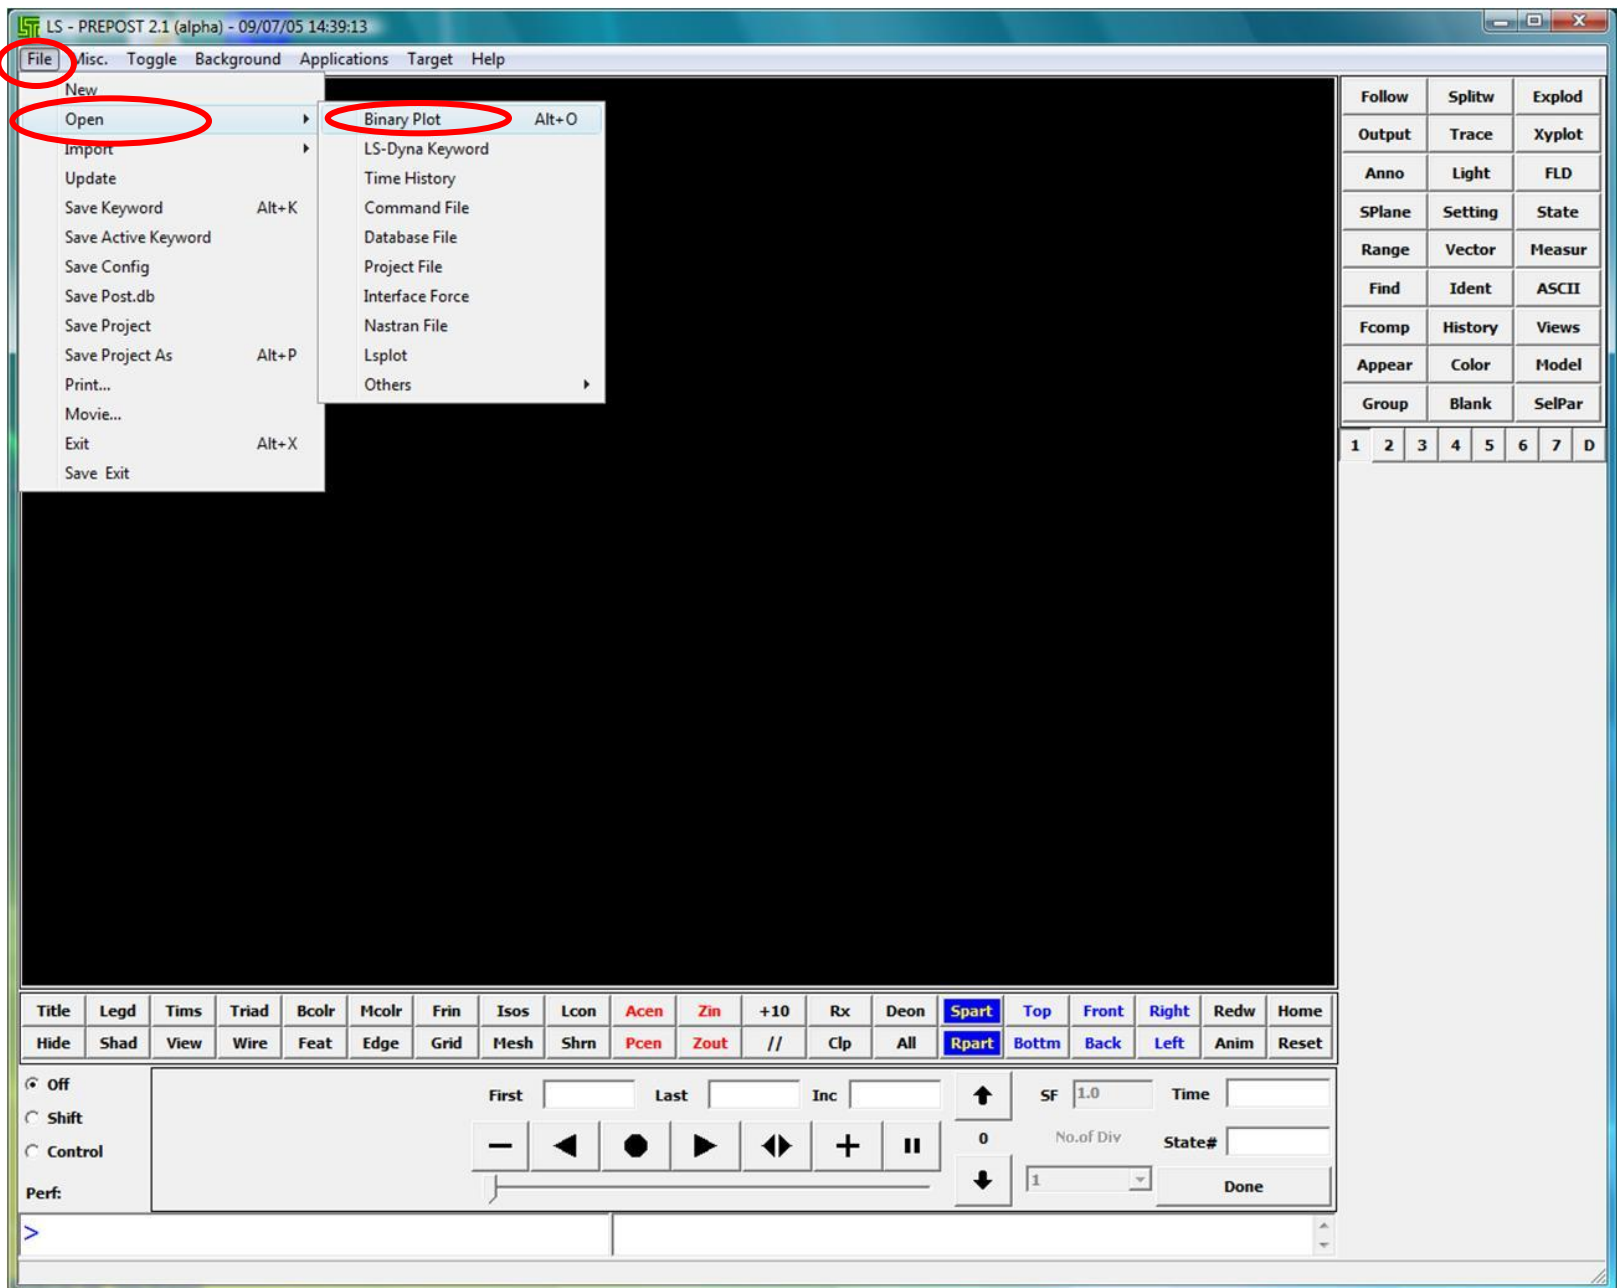 LS - PREPOST 2.1 (alpha) - 09/07/05 14:39:13
File Misc. Toggle Background Applications Target Help
New
Open
Import
Update
Save Keyword Alt+K
Save Active Keyword
Save Config
Save Post.db
Save Project
Save Project As Alt+P
Print...
Movie...
Exit Alt+X
Save Exit
Binary Plot Alt+O
LS-Dyna Keyword
Time History
Command File
Database File
Project File
Interface Force
Nastran File
Lsplot
Others
Follow Splitw Explod
Output Trace Xyplot
Anno Light FLD
SPlane Setting State
Range Vector Measur
Find Ident ASCII
Fcomp History Views
Appear Color Model
Group Blank SelPar
1 2 3 4 5 6 7 D
Title Legd Tims Triad Bcolr Mcolr Frin Isos Lcon Acen Zin +10 Rx Deon Spart Top Front Right Redw Home
Hide Shad View Wire Feat Edge Grid Mesh Shrn Pcen Zout // Clp All Rpart Bottm Back Left Anim Reset
Off
Shift
Control
Perf:
First Last Inc
0
SF 1.0 Time
No.of Div State#
1 Done
>